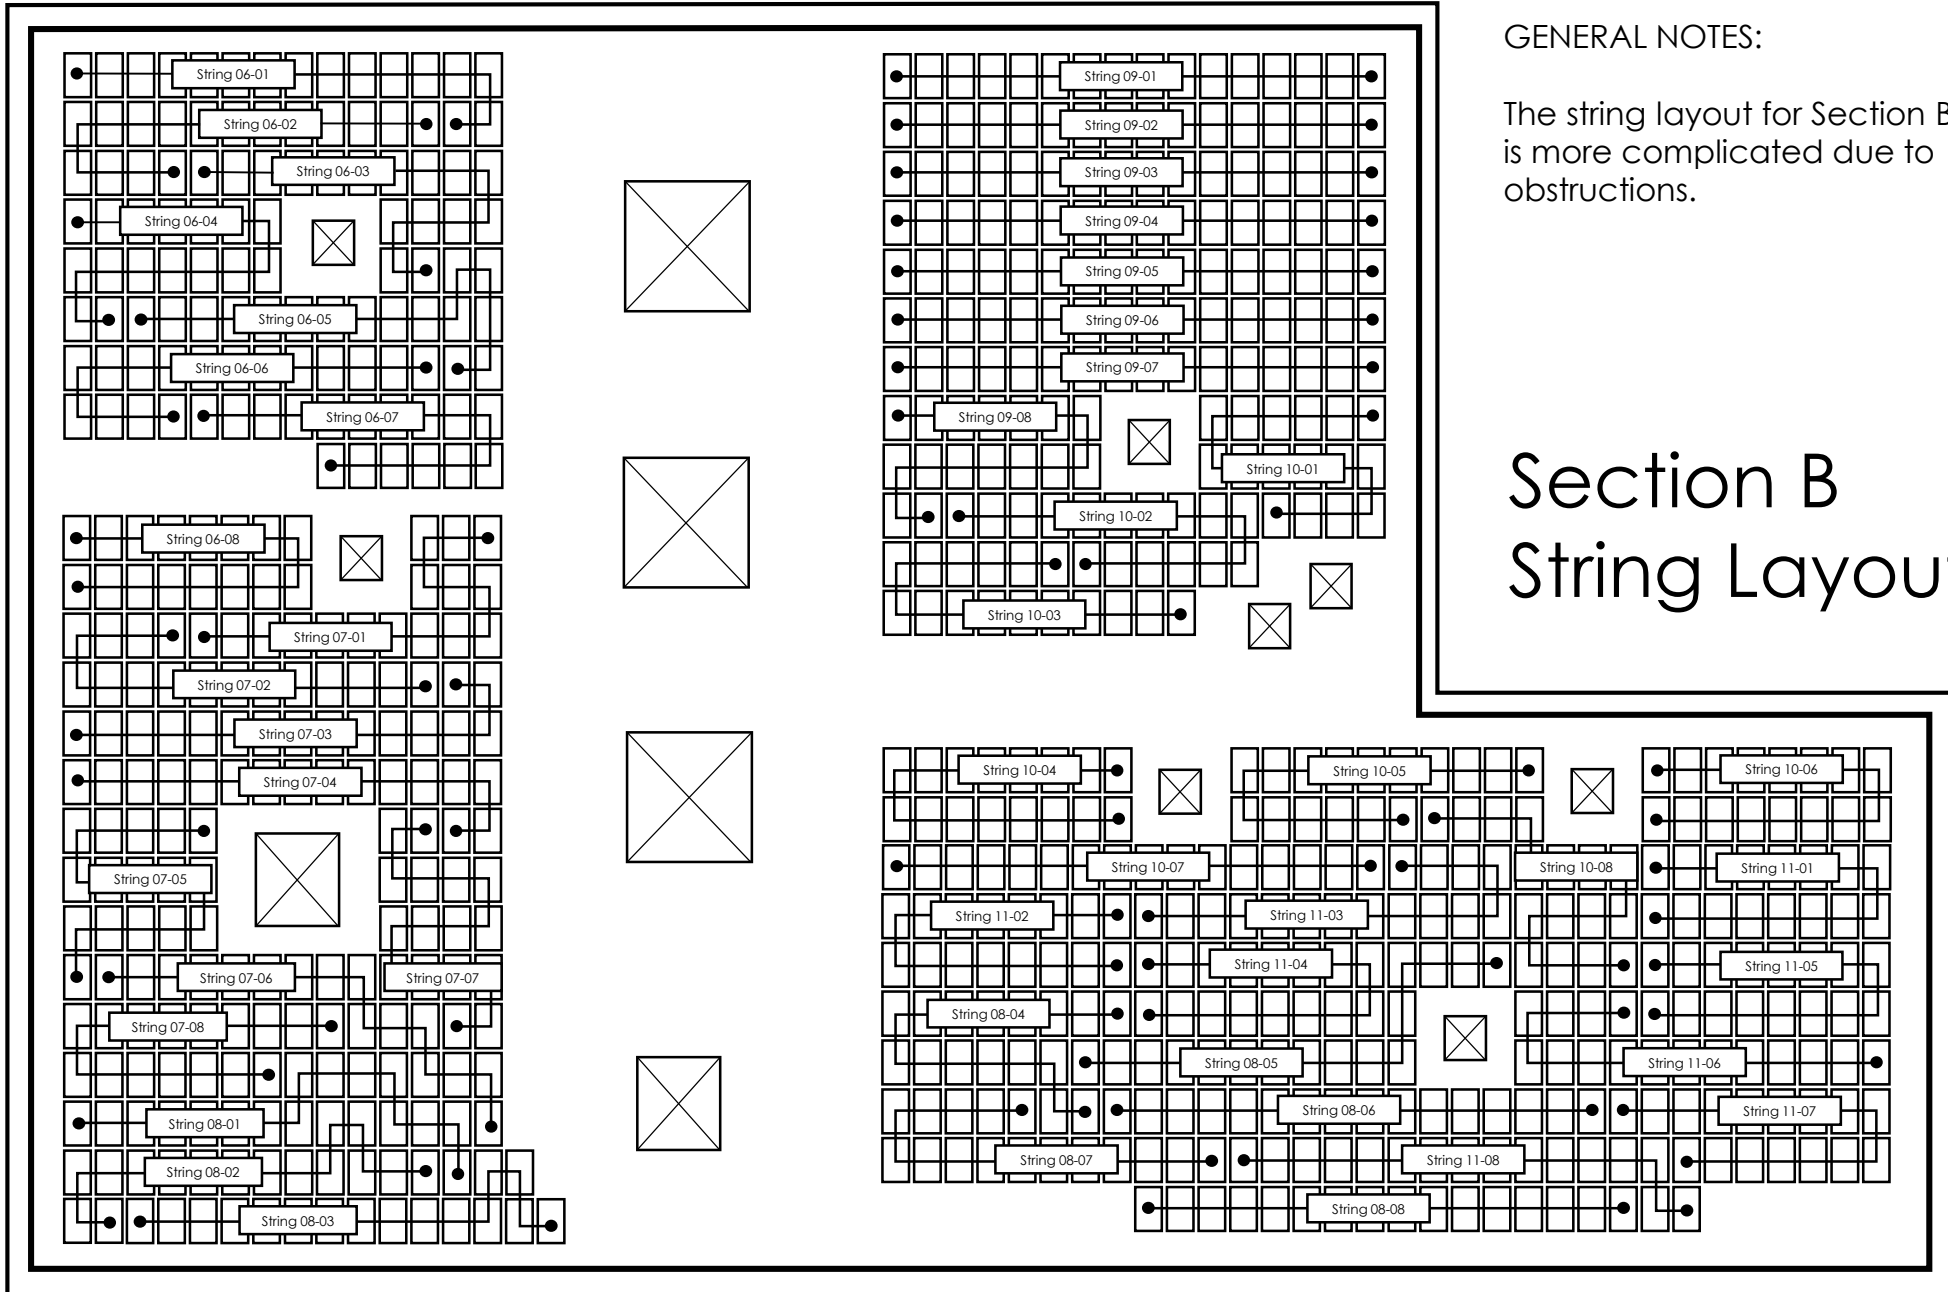 GENERAL NOTES:
The string layout for Section B
is more complicated due to
obstructions.
Section B
String Layout
String 06-01
String 06-02
String 06-03
String 06-04
String 06-05
String 06-06
String 06-07
String 06-08
String 07-01
String 07-02
String 07-03
String 07-04
String 07-05
String 07-06
String 07-07
String 07-08
String 08-01
String 08-02
String 08-03
String 09-01
String 09-02
String 09-03
String 09-04
String 09-05
String 09-06
String 09-07
String 09-08
String 10-01
String 10-02
String 10-03
String 10-04
String 10-05
String 10-06
String 10-07
String 10-08
String 11-01
String 11-02
String 11-03
String 11-04
String 11-05
String 08-04
String 08-05
String 11-06
String 08-06
String 11-07
String 08-07
String 11-08
String 08-08